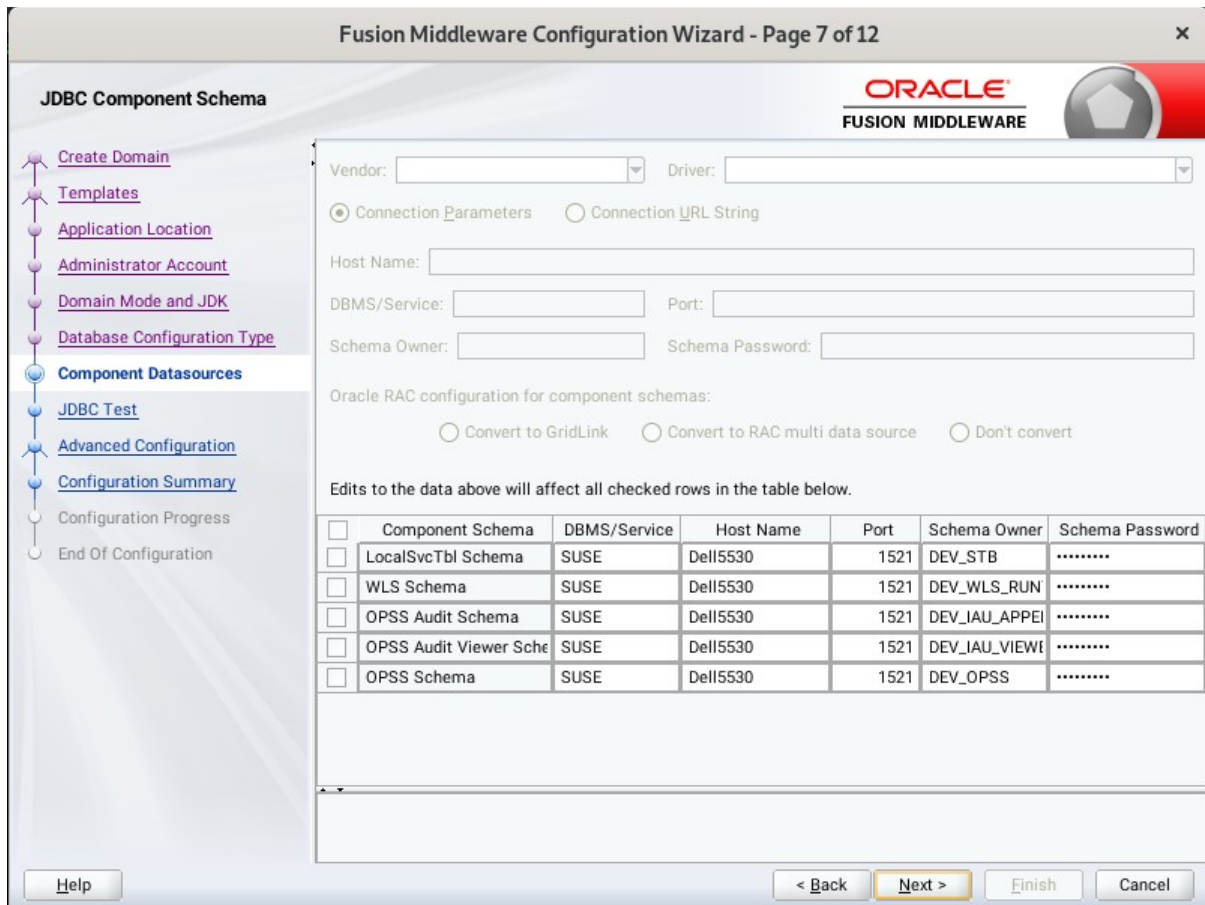 Fusion Middleware Configuration Wizard - Page 7 of 12
JDBC Component Schema
ORACLE
FUSION MIDDLEWARE
Create Domain
Templates
Application Location
Administrator Account
Domain Mode and JDK
Database Configuration Type
Component Datasources
JDBC Test
Advanced Configuration
Configuration Summary
Configuration Progress
End Of Configuration
Vendor: Driver:
Connection Parameters Connection URL String
Host Name:
DBMS/Service: Port:
Schema Owner: Schema Password:
Oracle RAC configuration for component schemas:
Convert to GridLink Convert to RAC multi data source Don't convert
Edits to the data above will affect all checked rows in the table below.
Component Schema DBMS/Service Host Name Port Schema Owner Schema Password
LocalSvcTbl Schema SUSE Dell5530 1521 DEV_STB •••••••••
WLS Schema SUSE Dell5530 1521 DEV_WLS_RUN •••••••••
OPSS Audit Schema SUSE Dell5530 1521 DEV_IAU_APPEI •••••••••
OPSS Audit Viewer Sche SUSE Dell5530 1521 DEV_IAU_VIEWE •••••••••
OPSS Schema SUSE Dell5530 1521 DEV_OPSS •••••••••
Help < Back Next > Finish Cancel